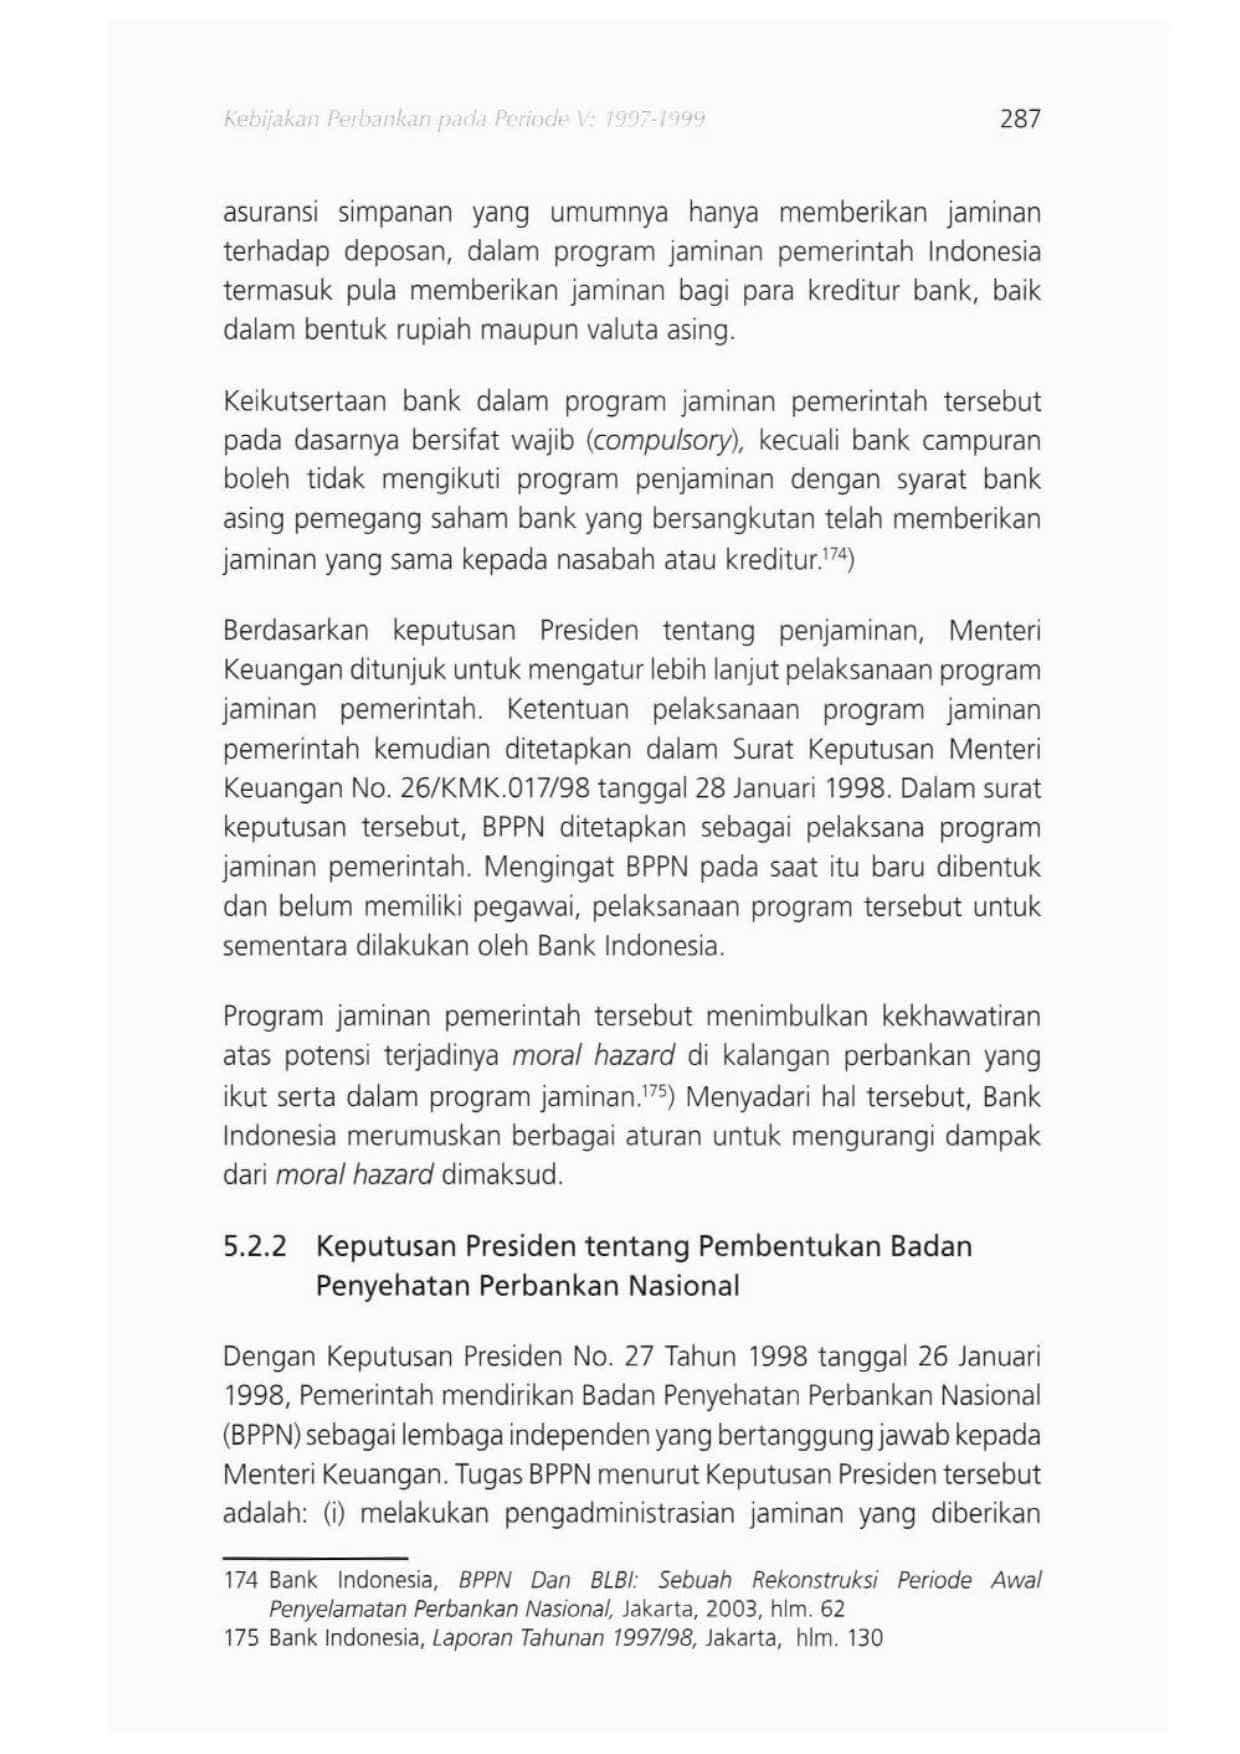 Kebijakan Perbankan pada Periode V: 1997-1999 287
asuransi simpanan yang umumnya hanya memberikan jaminan
terhadap deposan, dalam program jaminan pemerintah Indonesia
termasuk pula memberikan jaminan bagi para kreditur bank, baik
dalam bentuk rupiah maupun valuta asing.
Keikutsertaan bank dalam program jaminan pemerintah tersebut
pada dasarnya bersifat wajib (compulsory), kecuali bank campuran
boleh tidak mengikuti program penjaminan dengan syarat bank
asing pemegang saham bank yang bersangkutan telah memberikan
jaminan yang sama kepada nasabah atau kreditur.174)
Berdasarkan keputusan Presiden tentang penjaminan, Menteri
Keuangan ditunjuk untuk mengatur lebih lanjut pelaksanaan program
jaminan pemerintah. Ketentuan pelaksanaan program jaminan
pemerintah kemudian ditetapkan dalam Surat Keputusan Menteri
Keuangan No. 26/KMK.017/98 tanggal 28 Januari 1998. Dalam surat
keputusan tersebut, BPPN ditetapkan sebagai pelaksana program
jaminan pemerintah. Mengingat BPPN pada saat itu baru dibentuk
dan belum memiliki pegawai, pelaksanaan program tersebut untuk
sementara dilakukan oleh Bank Indonesia.
Program jaminan pemerintah tersebut menimbulkan kekhawatiran
atas potensi terjadinya moral hazard di kalangan perbankan yang
ikut serta dalam program jaminan.175) Menyadari hal tersebut, Bank
Indonesia merumuskan berbagai aturan untuk mengurangi dampak
dari moral hazard dimaksud.
5.2.2 Keputusan Presiden tentang Pembentukan Badan
Penyehatan Perbankan Nasional
Dengan Keputusan Presiden No. 27 Tahun 1998 tanggal 26 Januari
1998, Pemerintah mendirikan Badan Penyehatan Perbankan Nasional
(BPPN) sebagai lembaga independen yang bertanggung jawab kepada
Menteri Keuangan. Tugas BPPN menurut Keputusan Presiden tersebut
adalah: (i) melakukan pengadministrasian jaminan yang diberikan
174 Bank Indonesia, BPPN Dan BLBI: Sebuah Rekonstruksi Periode Awal
Penyelamatan Perbankan Nasional, Jakarta, 2003, hlm. 62
175 Bank Indonesia, Laporan Tahunan 1997/98, Jakarta, hlm. 130